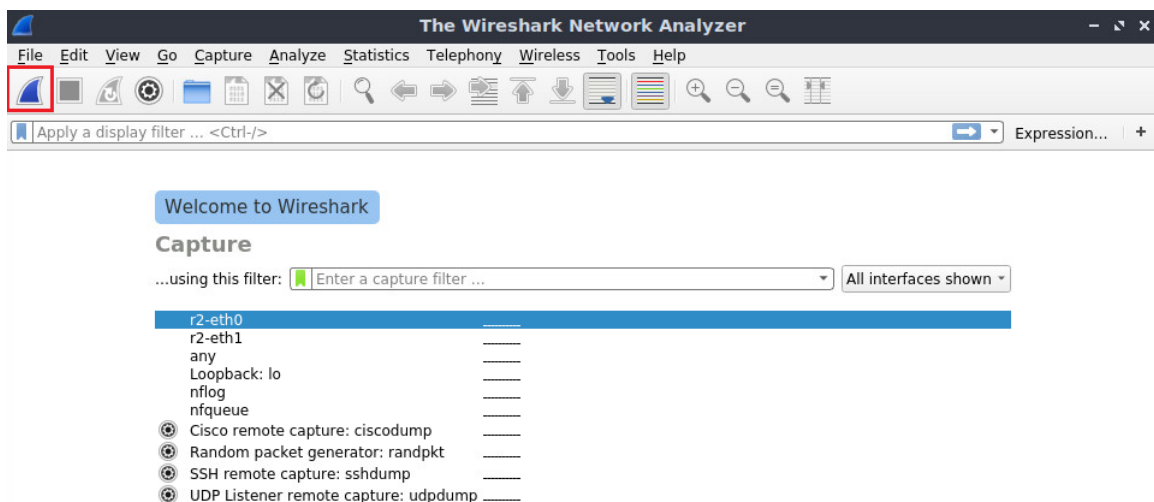 The Wireshark Network Analyzer
File Edit View Go Capture Analyze Statistics Telephony Wireless Tools Help
Apply a display filter ... <Ctrl-/> Expression... +
Welcome to Wireshark
Capture
...using this filter: Enter a capture filter ... All interfaces shown
r2-eth0
r2-eth1
any
Loopback: lo
nflog
nfqueue
Cisco remote capture: ciscodump
Random packet generator: randpkt
SSH remote capture: sshdump
UDP Listener remote capture: udpdump